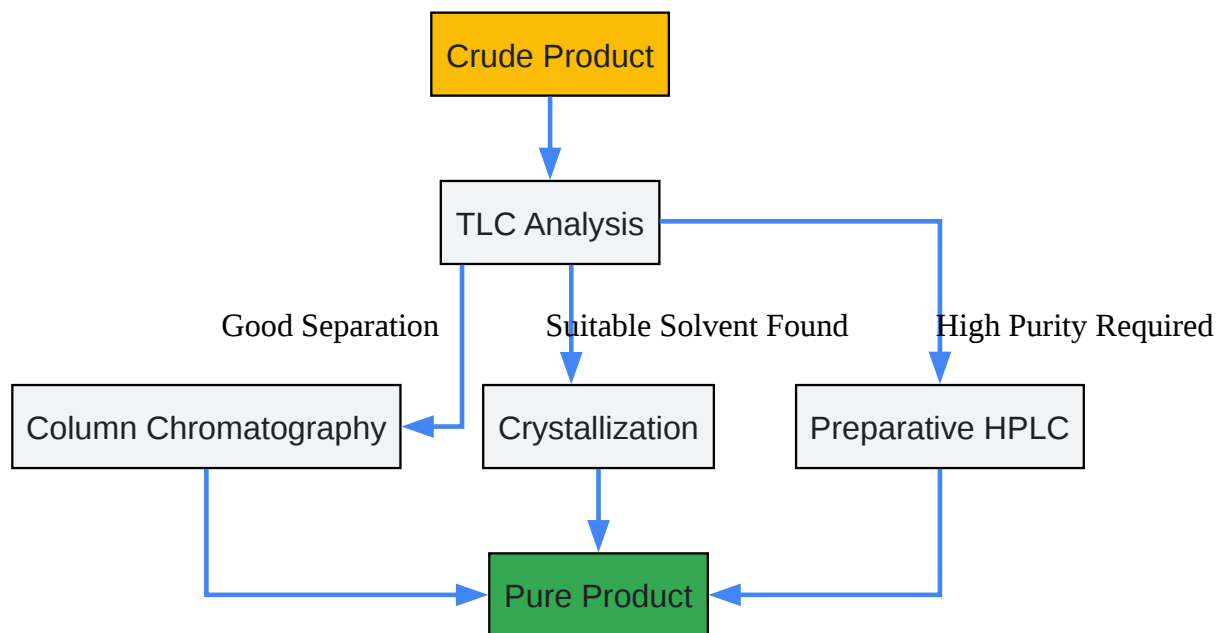 Crude Product
TLC Analysis
Good Separation
Suitable Solvent Found
High Purity Required
Column Chromatography
Crystallization
Preparative HPLC
Pure Product